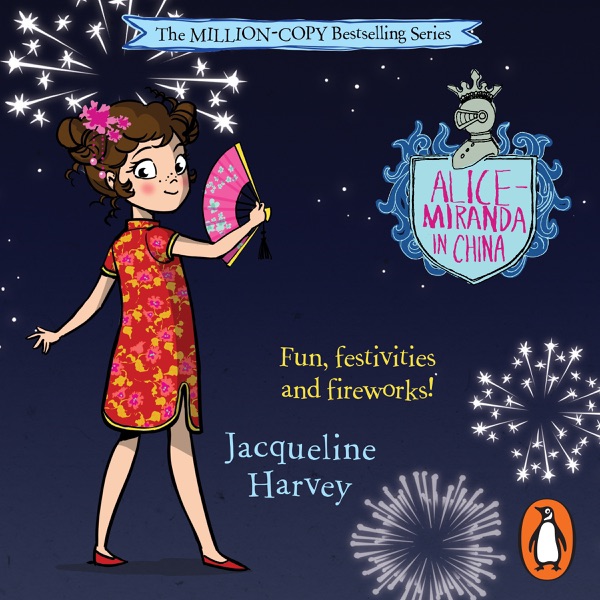 The MILLION-COPY Bestselling Series
ALICE-
MIRANDA
IN CHINA
Fun, festivities
and fireworks!
Jacqueline
Harvey